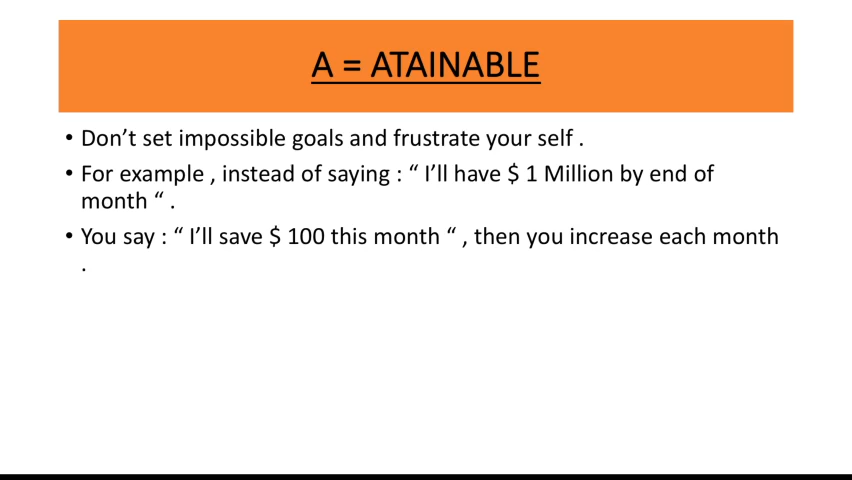 A = ATAINABLE
• Don’t set impossible goals and frustrate your self .
• For example , instead of saying : “ I’ll have $ 1 Million by end of
month “ .
• You say : “ I’ll save $ 100 this month “ , then you increase each month
.